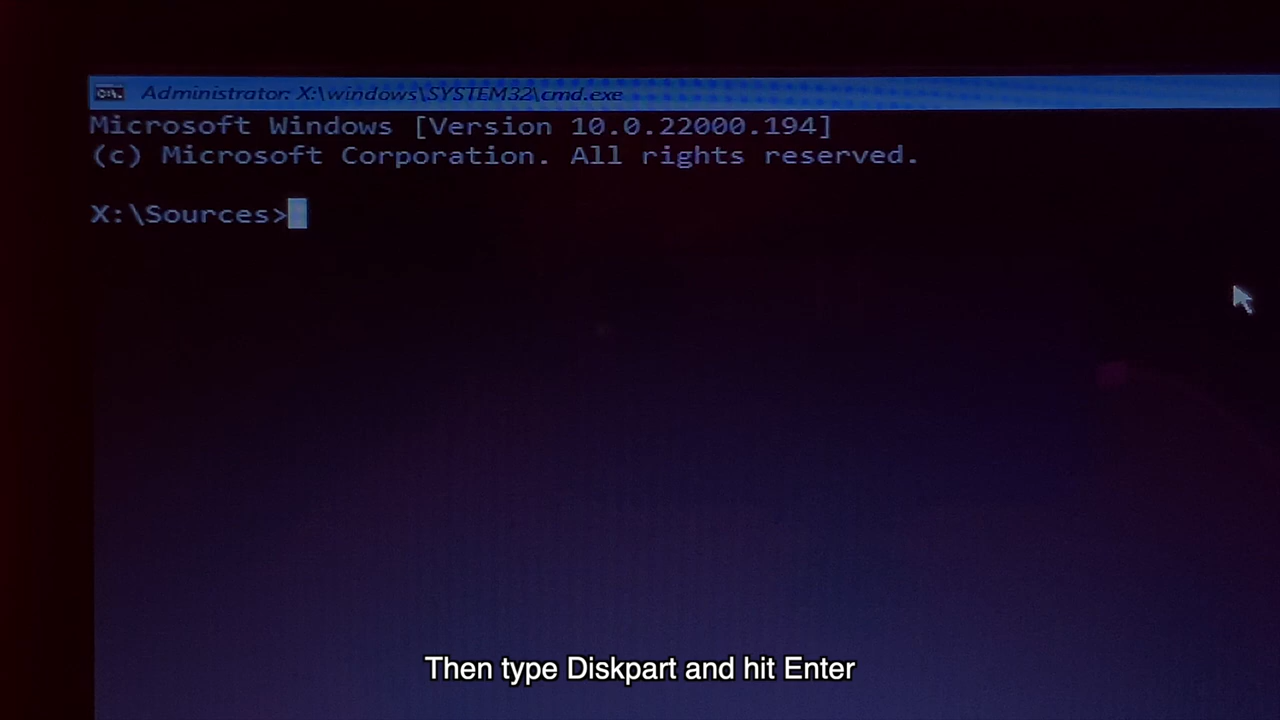 Administrator: X:\windows\SYSTEM32\cmd.exe
Microsoft Windows [Version 10.0.22000.194]
(c) Microsoft Corporation. All rights reserved.
X:\Sources>
Then type Diskpart and hit Enter